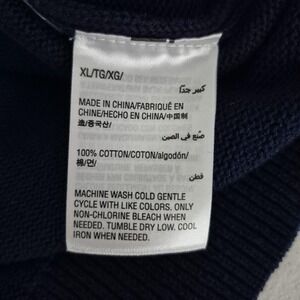 XL/TG/XG/
كبير جدًا
MADE IN CHINA/FABRIQUÉ EN
CHINE/HECHO EN CHINA/中国制
造/중국산/
صنع في الصين
100% COTTON/COTON/algodón/
棉/면/
قطن
MACHINE WASH COLD GENTLE
CYCLE WITH LIKE COLORS. ONLY
NON-CHLORINE BLEACH WHEN
NEEDED. TUMBLE DRY LOW. COOL
IRON WHEN NEEDED.